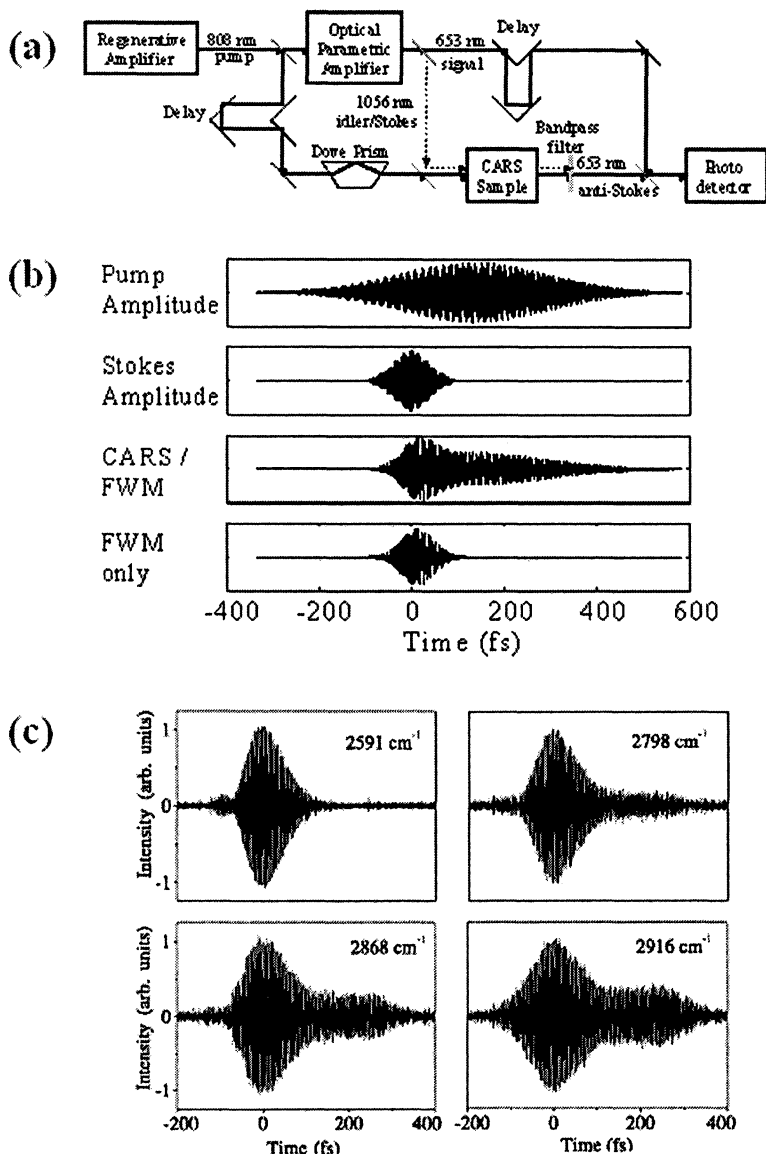 (a)
Regenerative
Amplifier
808 nm
pump
Optical
Parametric
Amplifier
653 nm
signal
Delay
Delay
1056 nm
idler/Stokes
Dove Prism
Bandpass
filter
CARS
Sample
653 nm
anti-Stokes
Photo
detector
(b)
Pump
Amplitude
Stokes
Amplitude
CARS /
FWM
FWM
only
-400 -200 0 200 400 600
Time (fs)
(c)
Intensity (arb. units)
1
0
-1
2591 cm⁻¹
2798 cm⁻¹
Intensity (arb. units)
1
0
-1
2868 cm⁻¹
2916 cm⁻¹
-200 0 200 400
Time (fs)
-200 0 200 400
Time (fs)